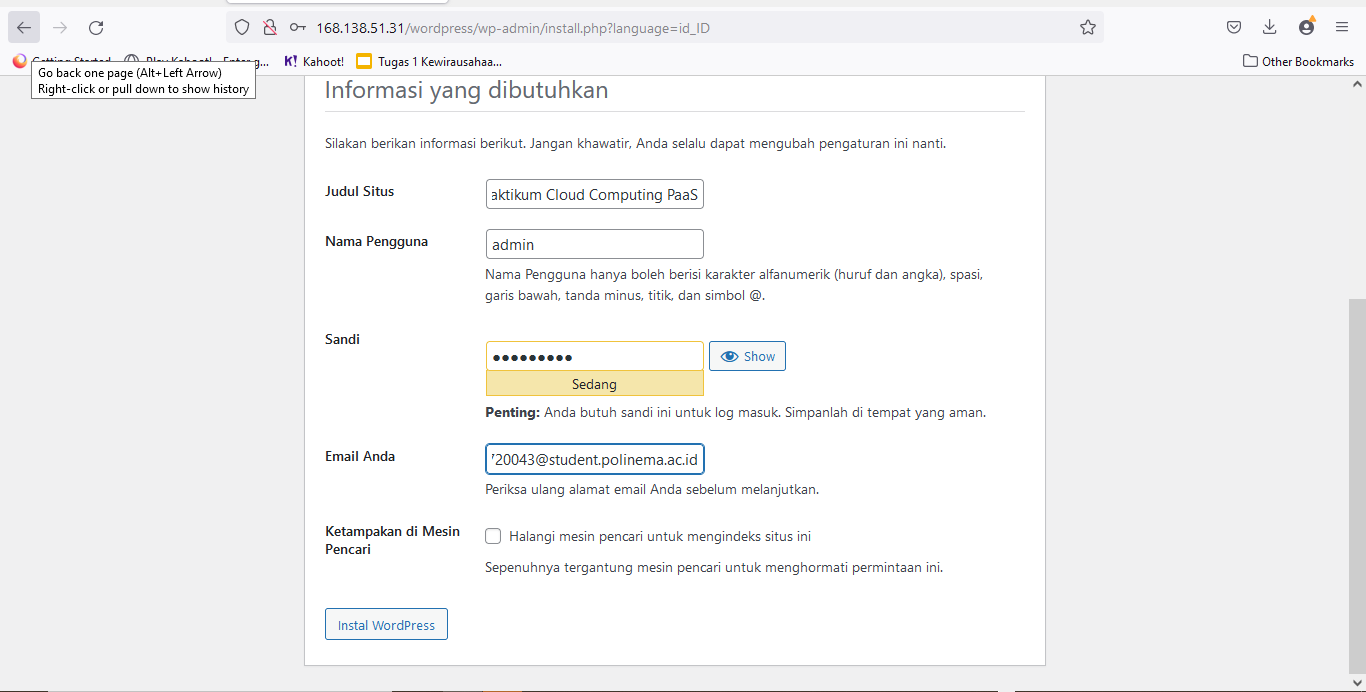 168.138.51.31/wordpress/wp-admin/install.php?language=id_ID
Kahoot!
Tugas 1 Kewirausahaa...
Other Bookmarks
Go back one page (Alt+Left Arrow)
Right-click or pull down to show history
Informasi yang dibutuhkan
Silakan berikan informasi berikut. Jangan khawatir, Anda selalu dapat mengubah pengaturan ini nanti.
Judul Situs
aktikum Cloud Computing PaaS
Nama Pengguna
admin
Nama Pengguna hanya boleh berisi karakter alfanumerik (huruf dan angka), spasi,
garis bawah, tanda minus, titik, dan simbol @.
Sandi
●●●●●●●●●
Show
Sedang
Penting: Anda butuh sandi ini untuk log masuk. Simpanlah di tempat yang aman.
Email Anda
20043@student.polinema.ac.id
Periksa ulang alamat email Anda sebelum melanjutkan.
Ketampakan di Mesin
Pencari
Halangi mesin pencari untuk mengindeks situs ini
Sepenuhnya tergantung mesin pencari untuk menghormati permintaan ini.
Instal WordPress